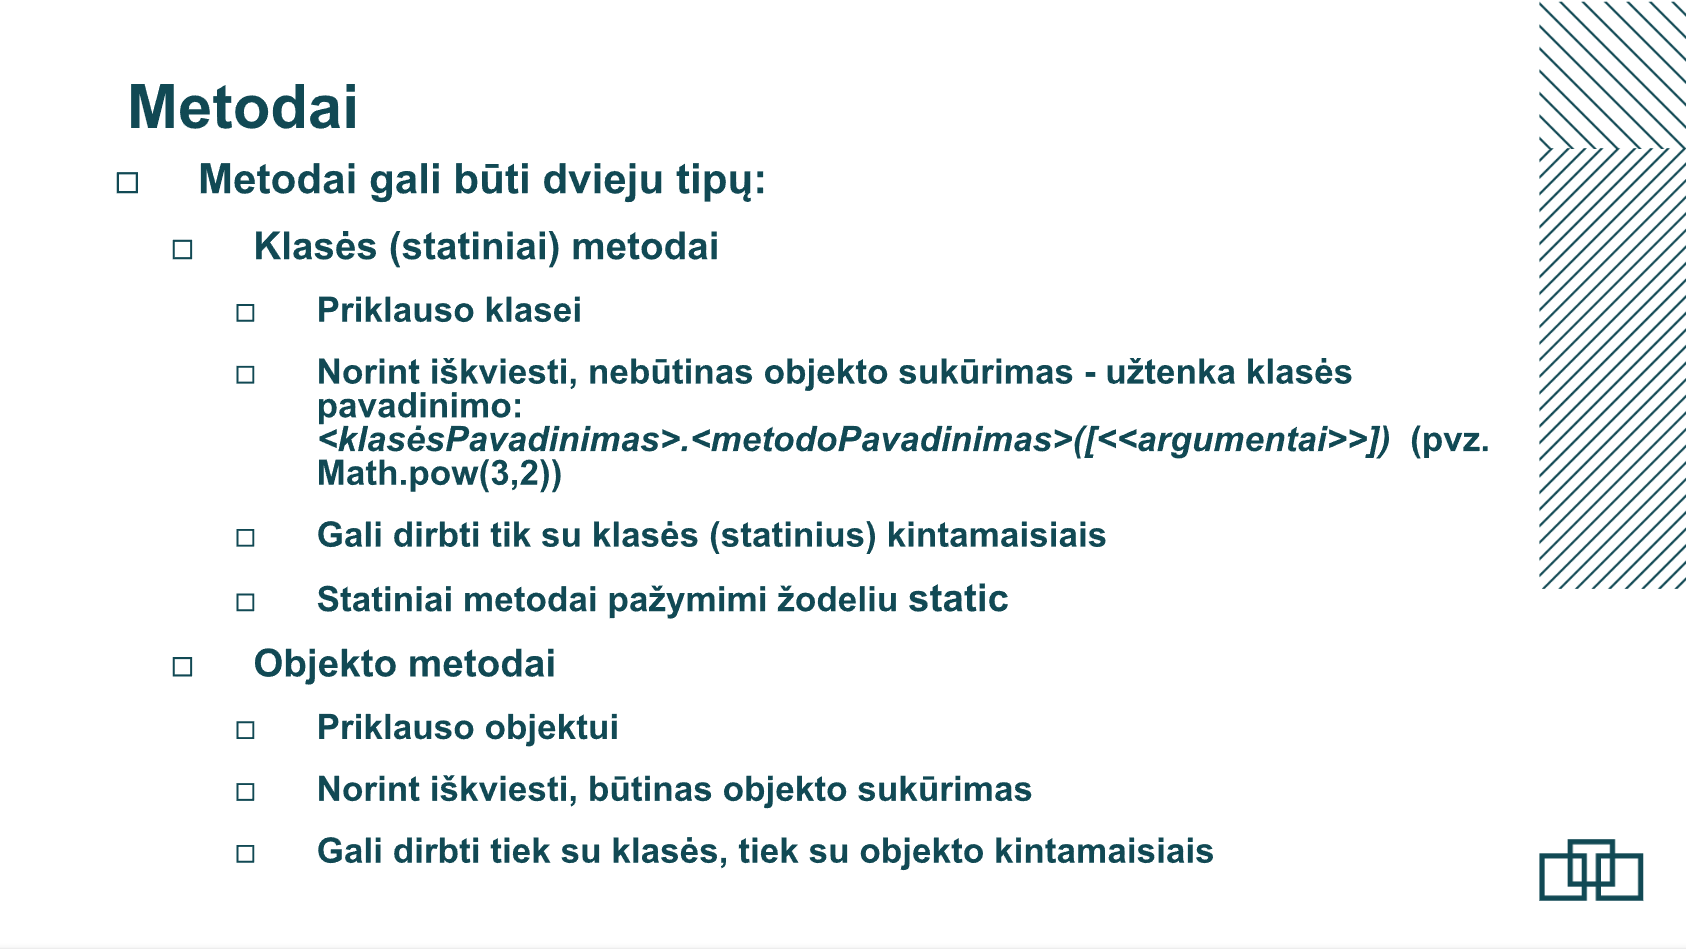 Metodai
Metodai gali būti dvieju tipų:
Klasės (statiniai) metodai
Priklauso klasei
Norint iškviesti, nebūtinas objekto sukūrimas - užtenka klasės
pavadinimo:
<klasėsPavadinimas>.<metodoPavadinimas>([<<argumentai>>]) (pvz.
Math.pow(3,2))
Gali dirbti tik su klasės (statinius) kintamaisiais
Statiniai metodai pažymimi žodeliu static
Objekto metodai
Priklauso objektui
Norint iškviesti, būtinas objekto sukūrimas
Gali dirbti tiek su klasės, tiek su objekto kintamaisiais